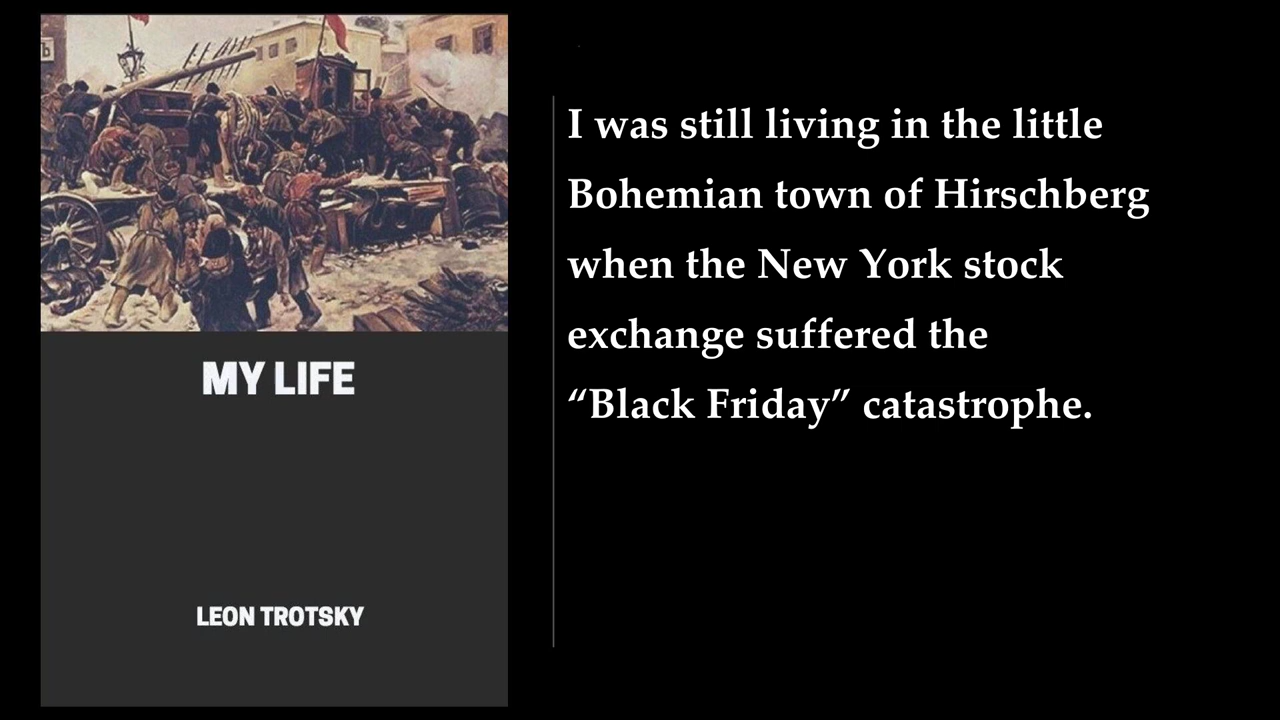 MY LIFE
LEON TROTSKY
I was still living in the little
Bohemian town of Hirschberg
when the New York stock
exchange suffered the
“Black Friday” catastrophe.